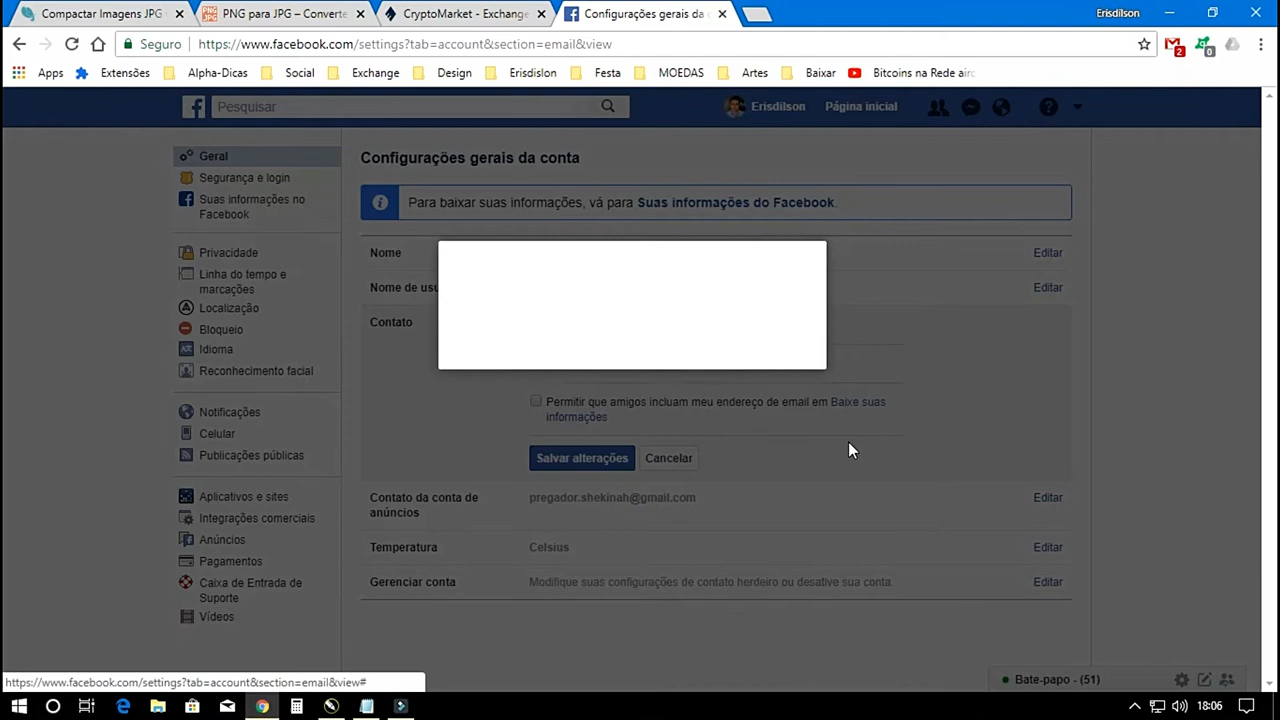 Compactar Imagens JPG
PNG para JPG – Converte
CryptoMarket - Exchange
Configurações gerais da
Erisdílson
Seguro
https://www.facebook.com/settings?tab=account&section=email&view
Apps
Extensões
Alpha-Dicas
Social
Exchange
Design
Erisdislon
Festa
MOEDAS
Artes
Baixar
Bitcoins na Rede
Pesquisar
Erisdilson
Página inicial
Geral
Segurança e login
Suas informações no
Facebook
Privacidade
Linha do tempo e
marcações
Localização
Bloqueio
Idioma
Reconhecimento facial
Notificações
Celular
Publicações públicas
Aplicativos e sites
Integrações comerciais
Anúncios
Pagamentos
Caixa de Entrada de
Suporte
Vídeos
Configurações gerais da conta
Para baixar suas informações, vá para Suas informações do Facebook.
Nome
Editar
Nome de
Editar
Contato
Permitir que amigos incluam meu endereço de email em Baixe suas
informações
Salvar alterações
Cancelar
Contato da conta de
anúncios
pregador.shekinah@gmail.com
Editar
Temperatura
Celsius
Editar
Gerenciar conta
Modifique suas configurações de contato herdeiro ou desative sua conta.
Editar
https://www.facebook.com/settings?tab=account&section=email&view#
Bate-papo - (51)
18:06